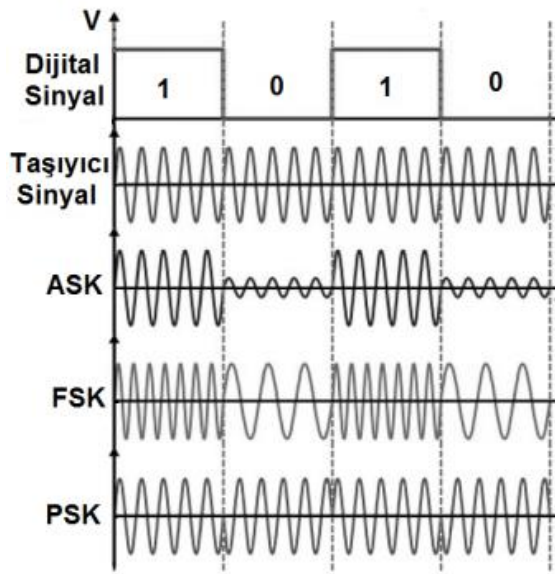 V
Dijital
Sinyal
1 0 1 0
Taşıyıcı
Sinyal
ASK
FSK
PSK